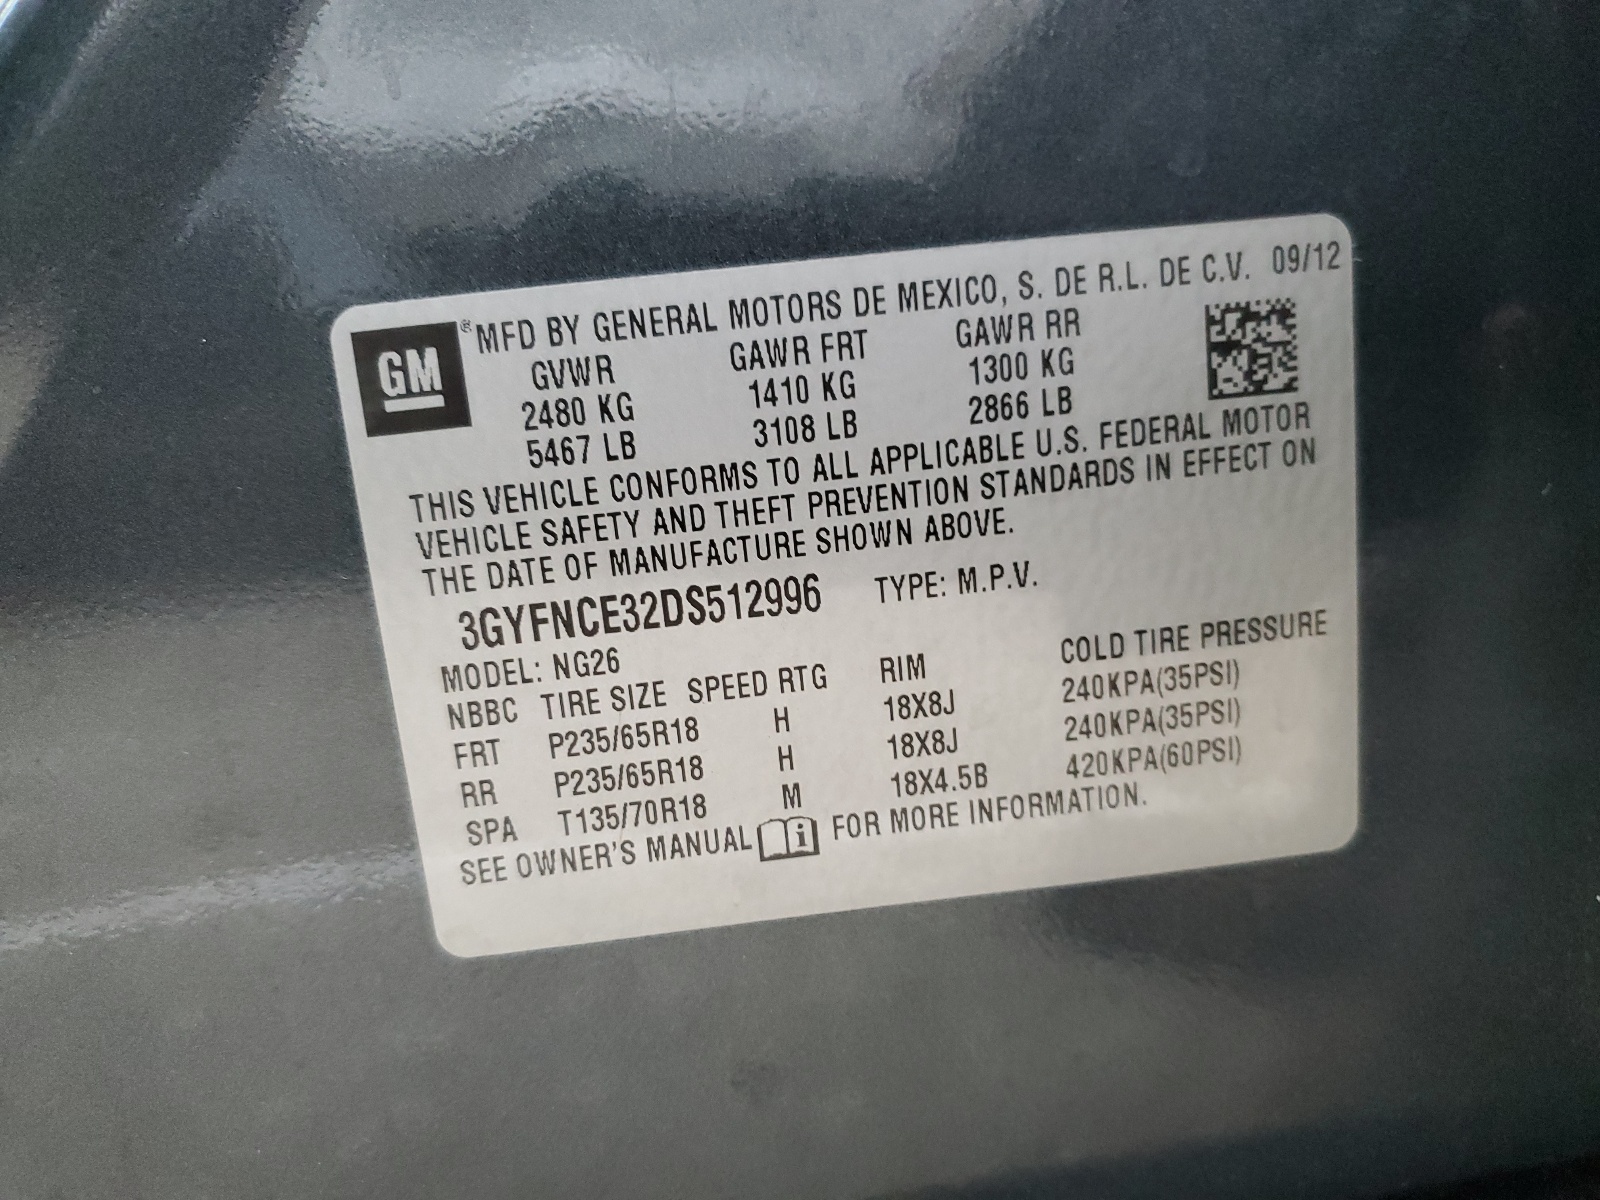 GM ® MFD BY GENERAL MOTORS DE MEXICO, S. DE R.L. DE C.V. 09/12
GVWR GAWR FRT GAWR RR
2480 KG 1410 KG 1300 KG
5467 LB 3108 LB 2866 LB
THIS VEHICLE CONFORMS TO ALL APPLICABLE U.S. FEDERAL MOTOR
VEHICLE SAFETY AND THEFT PREVENTION STANDARDS IN EFFECT ON
THE DATE OF MANUFACTURE SHOWN ABOVE.
3GYFNCE32DS512996 TYPE: M.P.V.
MODEL: NG26
NBBC TIRE SIZE SPEED RTG RIM COLD TIRE PRESSURE
FRT P235/65R18 H 18X8J 240KPA(35PSI)
RR P235/65R18 H 18X8J 240KPA(35PSI)
SPA T135/70R18 M 18X4.5B 420KPA(60PSI)
SEE OWNER'S MANUAL i FOR MORE INFORMATION.